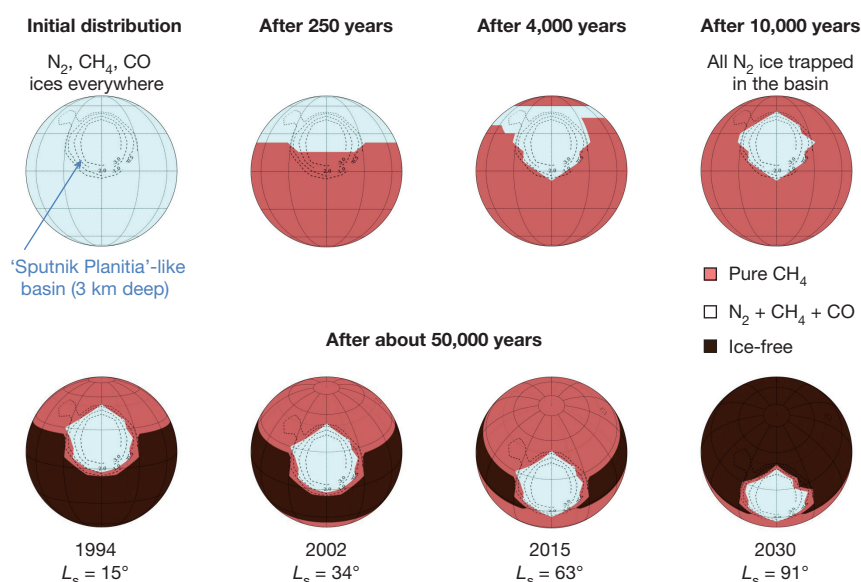 Initial distribution
After 250 years
After 4,000 years
After 10,000 years
N₂, CH₄, CO
ices everywhere
All N₂ ice trapped
in the basin
'Sputnik Planitia'-like
basin (3 km deep)
Pure CH₄
N₂ + CH₄ + CO
Ice-free
After about 50,000 years
1994
Lₛ = 15°
2002
Lₛ = 34°
2015
Lₛ = 63°
2030
Lₛ = 91°